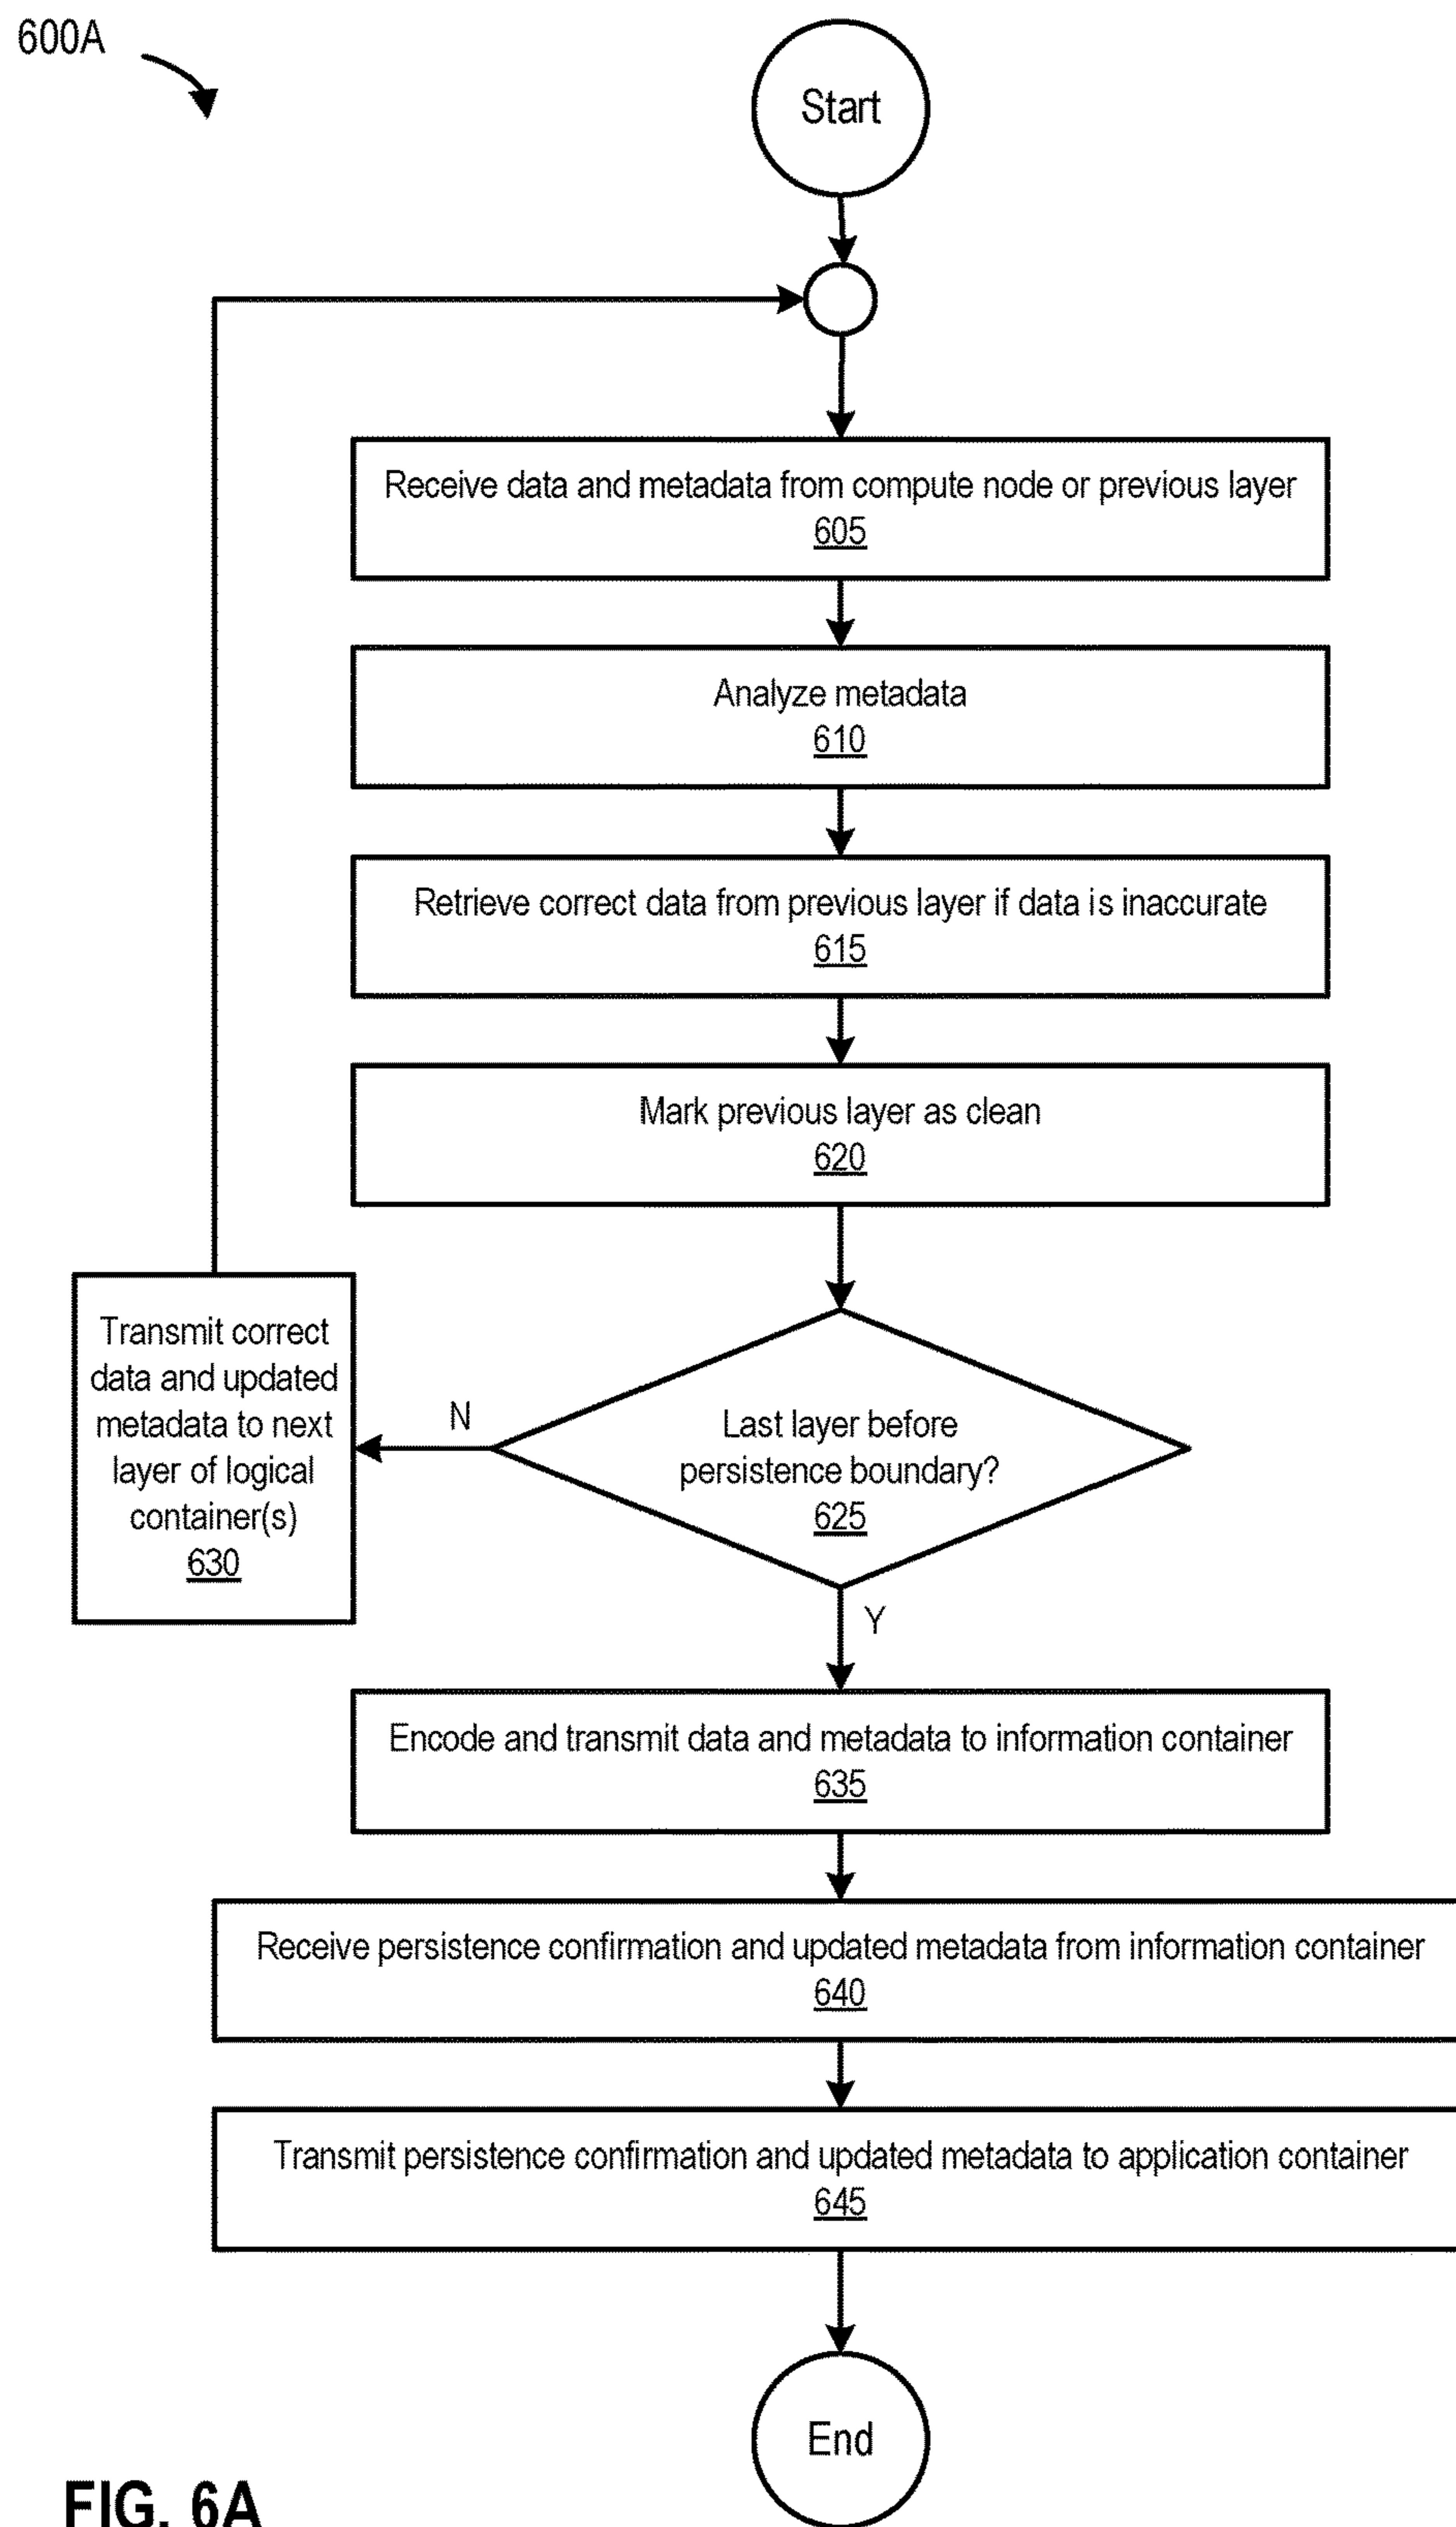 600A
Start
Receive data and metadata from compute node or previous layer
605
Analyze metadata
610
Retrieve correct data from previous layer if data is inaccurate
615
Mark previous layer as clean
620
Transmit correct
data and updated
metadata to next
layer of logical
container(s)
630
N
Last layer before
persistence boundary?
625
Y
Encode and transmit data and metadata to information container
635
Receive persistence confirmation and updated metadata from information container
640
Transmit persistence confirmation and updated metadata to application container
645
End
FIG. 6A